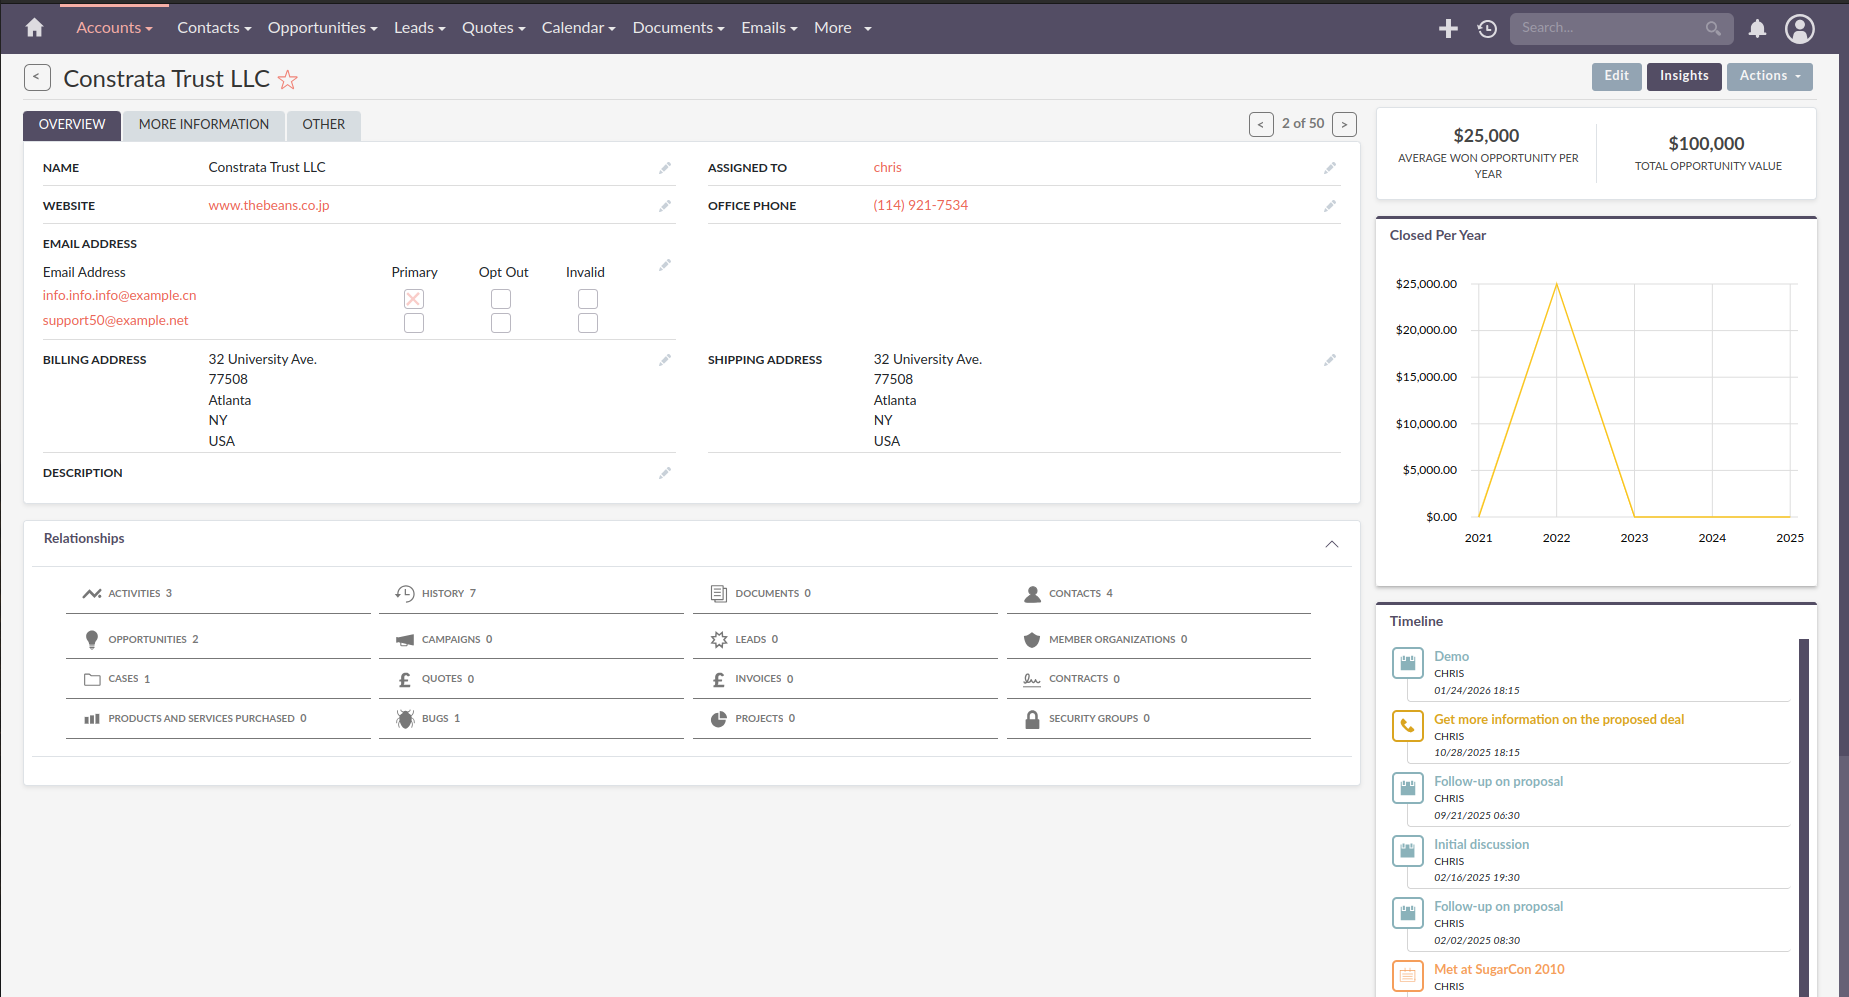 Accounts Contacts Opportunities Leads Quotes Calendar Documents Emails More Search...
< Constrata Trust LLC Edit Insights Actions
OVERVIEW MORE INFORMATION OTHER < 2 of 50 >
NAME Constrata Trust LLC ASSIGNED TO chris
WEBSITE www.thebeans.co.jp OFFICE PHONE (114) 921-7534
EMAIL ADDRESS
Email Address Primary Opt Out Invalid
info.info.info@example.cn
support50@example.net
BILLING ADDRESS 32 University Ave. SHIPPING ADDRESS 32 University Ave.
77508 77508
Atlanta Atlanta
NY NY
USA USA
DESCRIPTION
Relationships
ACTIVITIES 3 HISTORY 7 DOCUMENTS 0 CONTACTS 4
OPPORTUNITIES 2 CAMPAIGNS 0 LEADS 0 MEMBER ORGANIZATIONS 0
CASES 1 QUOTES 0 INVOICES 0 CONTRACTS 0
PRODUCTS AND SERVICES PURCHASED 0 BUGS 1 PROJECTS 0 SECURITY GROUPS 0
$25,000
AVERAGE WON OPPORTUNITY PER
YEAR
$100,000
TOTAL OPPORTUNITY VALUE
Closed Per Year
$25,000.00
$20,000.00
$15,000.00
$10,000.00
$5,000.00
$0.00
2021 2022 2023 2024 2025
Timeline
Demo
CHRIS
01/24/2026 18:15
Get more information on the proposed deal
CHRIS
10/28/2025 18:15
Follow-up on proposal
CHRIS
09/21/2025 06:30
Initial discussion
CHRIS
02/16/2025 19:30
Follow-up on proposal
CHRIS
02/02/2025 08:30
Met at SugarCon 2010
CHRIS